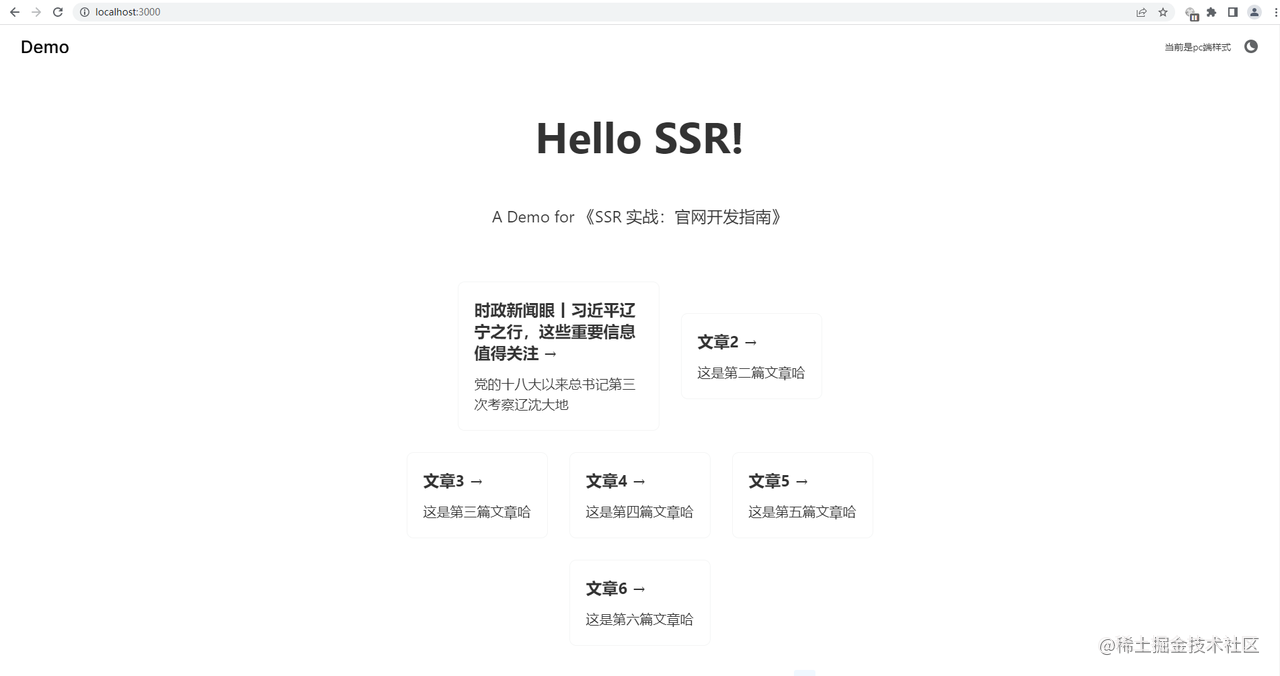 localhost:3000
Demo
当前是pc端样式
Hello SSR!
A Demo for 《SSR 实战：官网开发指南》
时政新闻眼丨习近平辽
宁之行，这些重要信息
值得关注 →
党的十八大以来总书记第三
次考察辽沈大地
文章2 →
这是第二篇文章哈
文章3 →
这是第三篇文章哈
文章4 →
这是第四篇文章哈
文章5 →
这是第五篇文章哈
文章6 →
这是第六篇文章哈
@稀土掘金技术社区